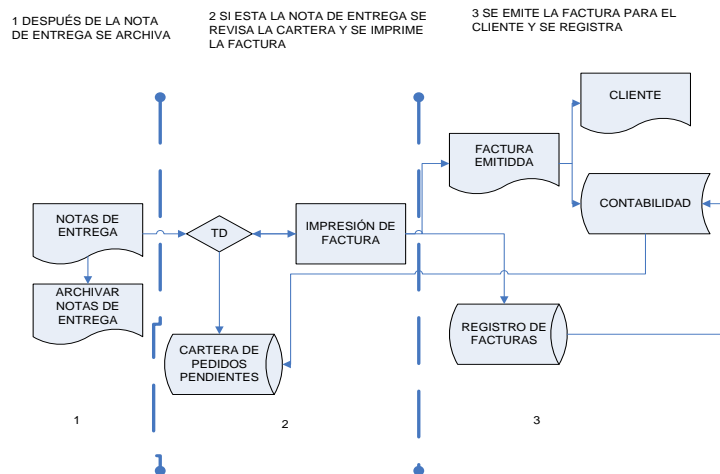 1 DESPUÉS DE LA NOTA
DE ENTREGA SE ARCHIVA
2 SI ESTA LA NOTA DE ENTREGA SE
REVISA LA CARTERA Y SE IMPRIME
LA FACTURA
3 SE EMITE LA FACTURA PARA EL
CLIENTE Y SE REGISTRA
CLIENTE
FACTURA
EMITIDDA
CONTABILIDAD
NOTAS DE
ENTREGA
TD
IMPRESIÓN DE
FACTURA
ARCHIVAR
NOTAS DE
ENTREGA
CARTERA DE
PEDIDOS
PENDIENTES
REGISTRO DE
FACTURAS
1
2
3